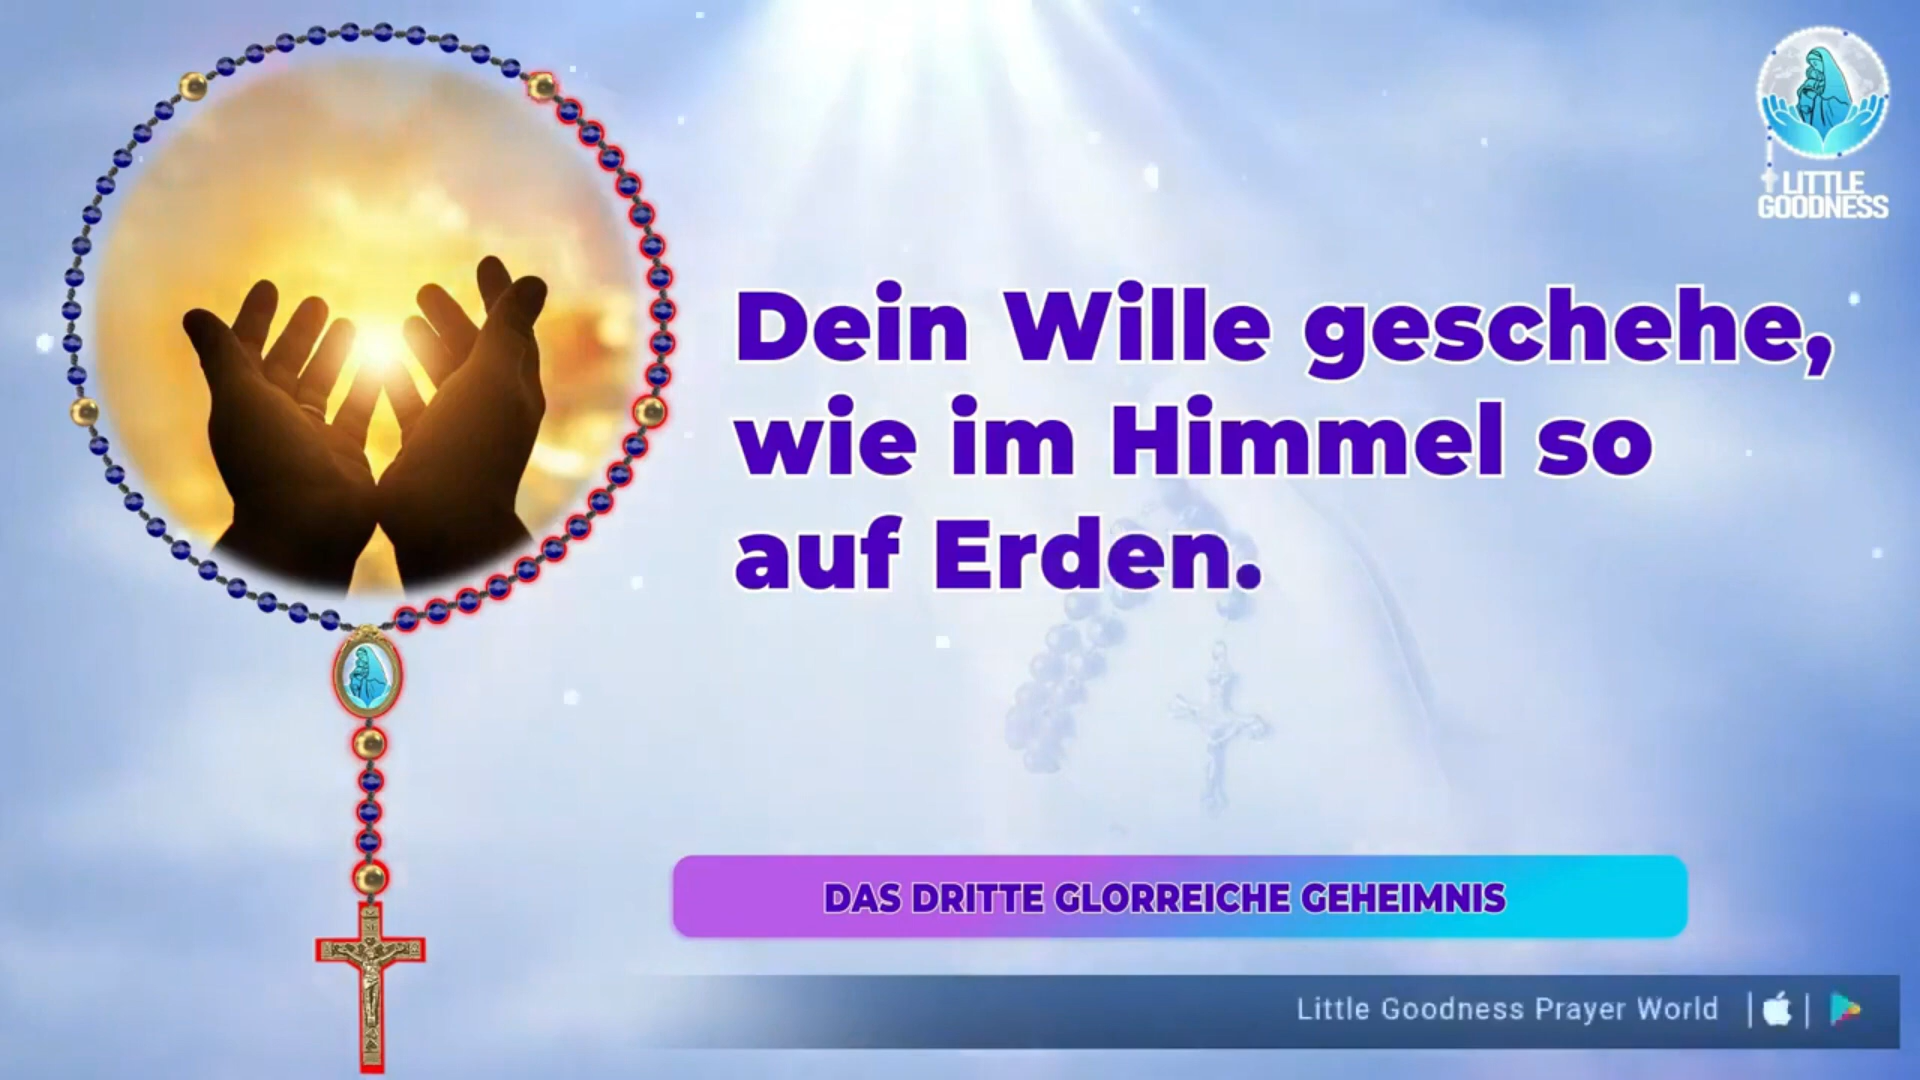 LITTLE
GOODNESS
Dein Wille geschehe,
wie im Himmel so
auf Erden.
DAS DRITTE GLORREICHE GEHEIMNIS
Little Goodness Prayer World